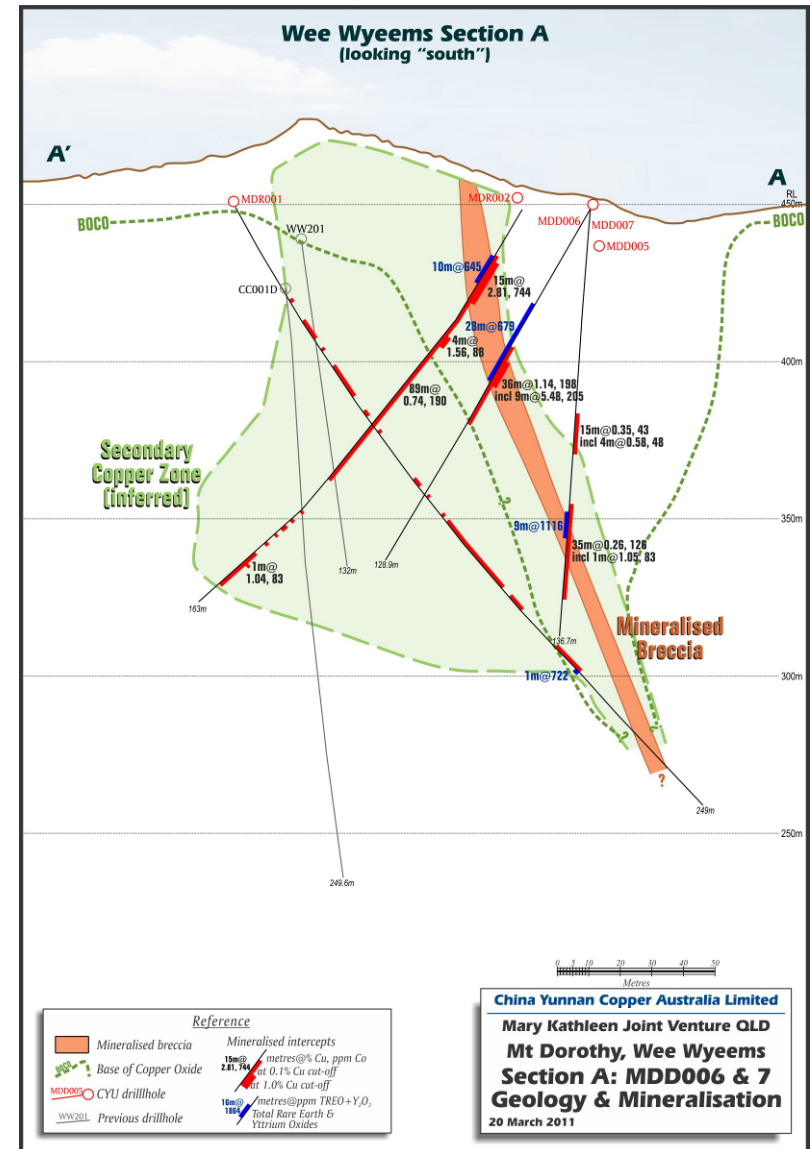 Wee Wyeems Section A
(looking "south")
A'
A
RL
450m
BOCO
MDR001
WW201
CC001D
MDR002
MDD006
MDD007
MDD005
BOCO
10m@645
15m@
2.81, 744
28m@679
4m@
1.56, 88
400m
89m@
0.74, 190
36m@1.14, 198
incl 9m@5.48, 205
15m@0.35, 43
incl 4m@0.58, 48
Secondary
Copper Zone
(inferred)
?
350m
9m@1116
35m@0.26, 126
incl 1m@1.05, 83
1m@
1.04, 83
163m
132m
128.9m
136.7m
Mineralised
Breccia
1m@722
300m
?
?
?
249m
250m
249.6m
0 5 10 20 30 40 50
Metres
Reference
Mineralised breccia
BOCO
Base of Copper Oxide
MDD005
CYU drilllhole
WW201
Previous drillhole
Mineralised intercepts
15m@
2.81, 744
metres@% Cu, ppm Co
at 0.1% Cu cut-off
at 1.0% Cu cut-off
16m@
1864
metres@ppm TREO+Y₂O₃
Total Rare Earth &
Yttrium Oxides
China Yunnan Copper Australia Limited
Mary Kathleen Joint Venture QLD
Mt Dorothy, Wee Wyeems
Section A: MDD006 & 7
Geology & Mineralisation
20 March 2011